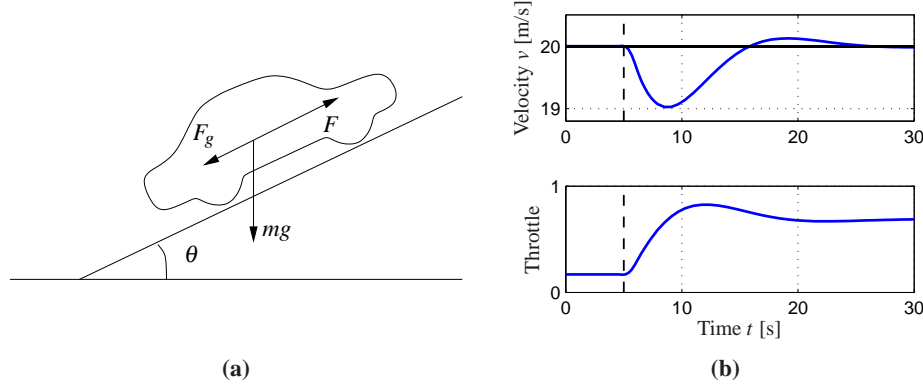 F_g
F
mg
θ
(a)
Velocity v [m/s]
20
19
0
10
20
30
Throttle
1
0
0
10
20
30
Time t [s]
(b)